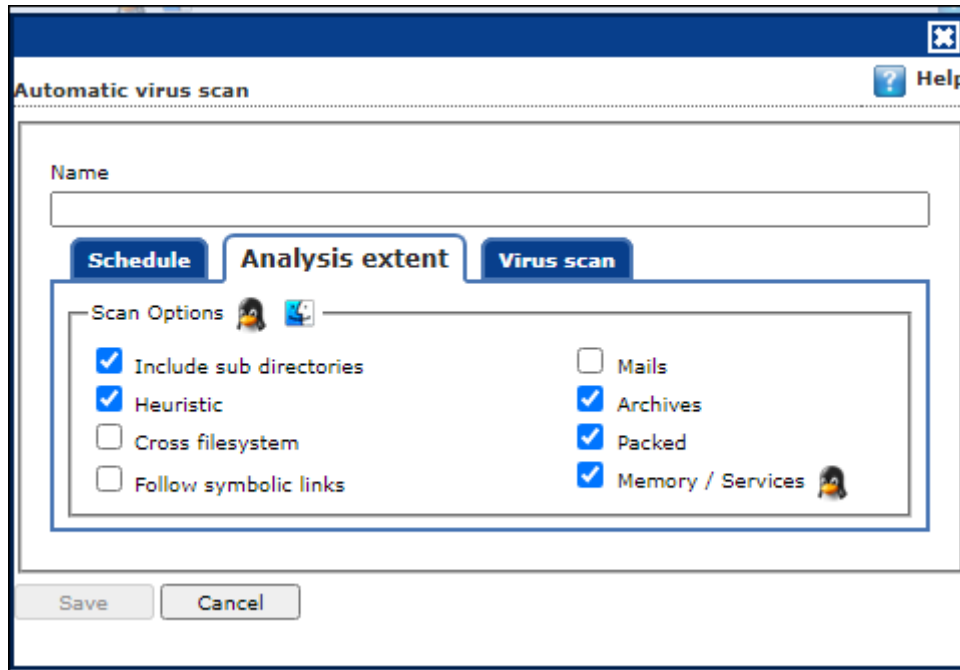 Automatic virus scan
? Help
Name
Schedule Analysis extent Virus scan
Scan Options
Include sub directories Mails
Heuristic Archives
Cross filesystem Packed
Follow symbolic links Memory / Services
Save Cancel